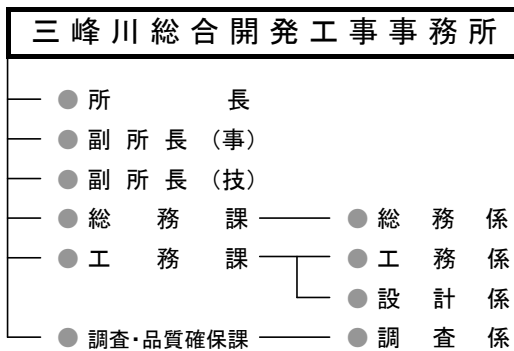 三峰川総合開発工事事務所
● 所長
● 副所長（事）
● 副所長（技）
● 総務課 ● 総務係
● 工務課 ● 工務係
● 設計係
● 調査・品質確保課 ● 調査係